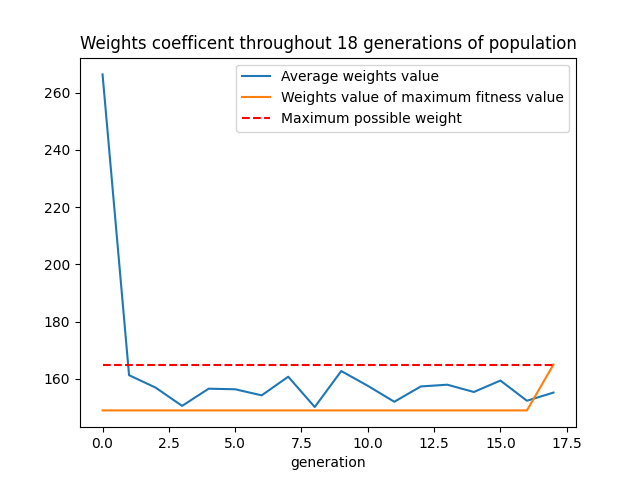 Weights coefficent throughout 18 generations of population
Average weights value
Weights value of maximum fitness value
Maximum possible weight
260
240
220
200
180
160
0.0 2.5 5.0 7.5 10.0 12.5 15.0 17.5
generation